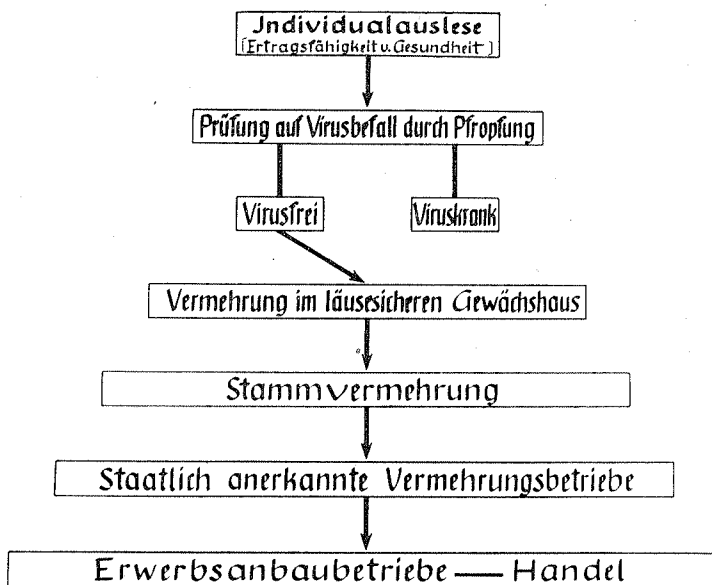 Individualauslese
(Ertragsfähigkeit u. Gesundheit)
Prüfung auf Virusbefall durch Pfropfung
Virusfrei Viruskrank
Vermehrung im läusesicheren Gewächshaus
Stammvermehrung
Staatlich anerkannte Vermehrungsbetriebe
Erwerbsanbaubetriebe — Handel